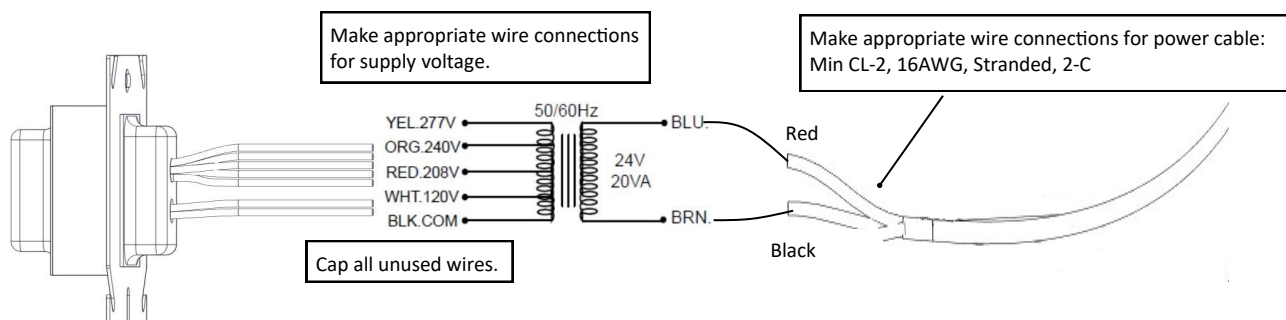 Make appropriate wire connections
for supply voltage.
Make appropriate wire connections for power cable:
Min CL-2, 16AWG, Stranded, 2-C
50/60Hz
YEL.277V
ORG.240V
RED.208V
WHT.120V
BLK.COM
24V
20VA
BLU.
BRN.
Red
Black
Cap all unused wires.